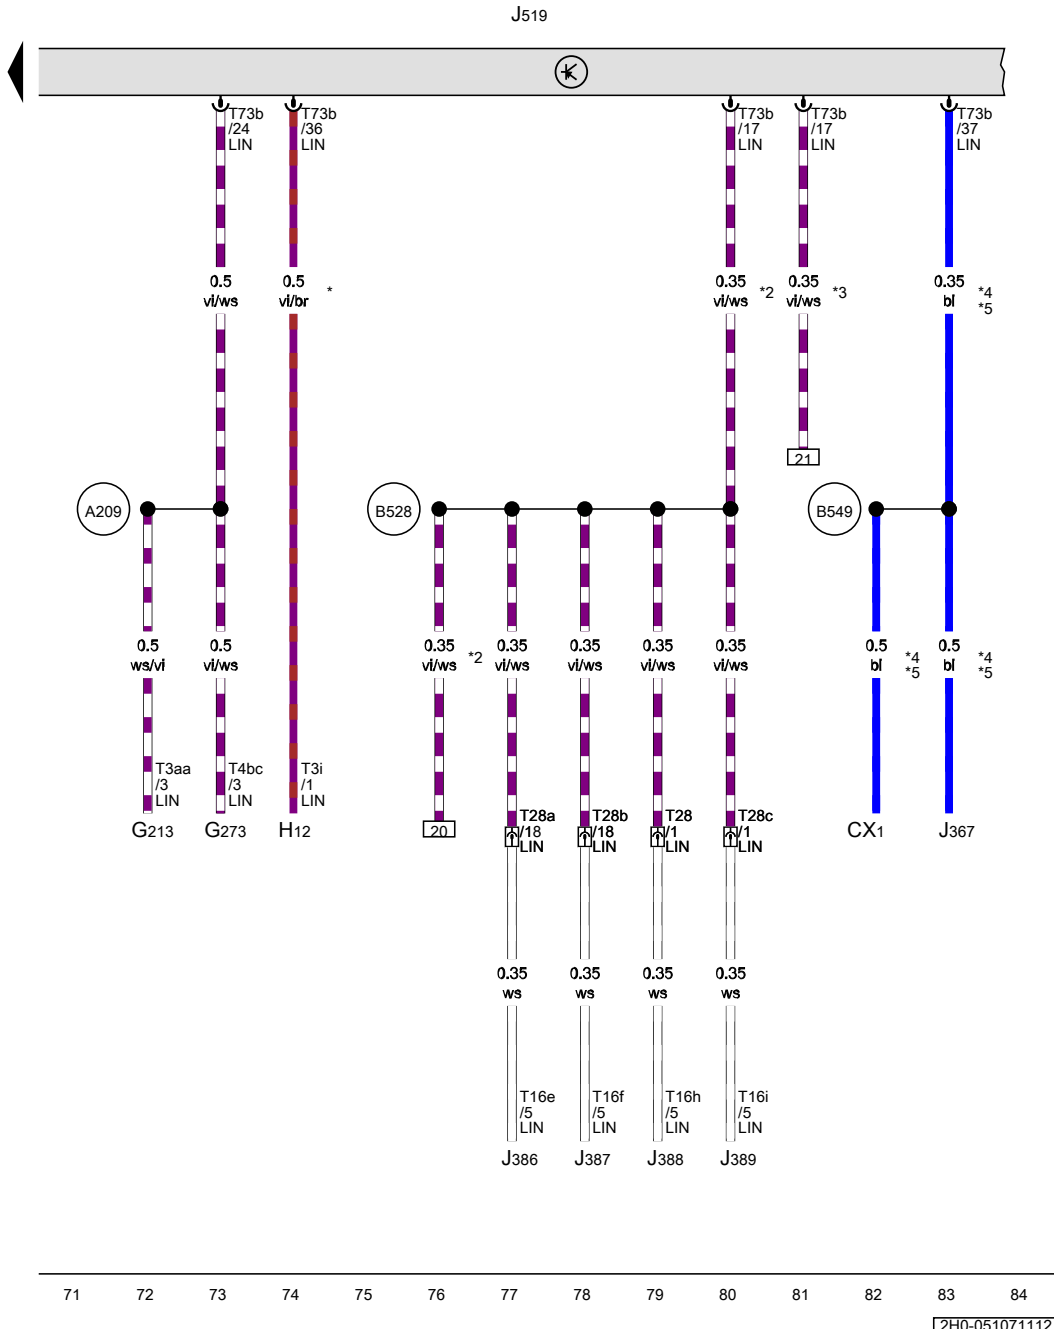 J519
T73b
/24
LIN
T73b
/36
LIN
T73b
/17
LIN
T73b
/17
LIN
T73b
/37
LIN
0.5
vi/ws
0.5
vi/br
*
0.35
vi/ws
*2
0.35
vi/ws
*3
0.35
bl
*4
*5
21
A209
B528
B549
0.5
ws/vi
0.5
vi/ws
0.35
vi/ws
*2
0.35
vi/ws
0.35
vi/ws
0.35
vi/ws
0.35
vi/ws
0.5
bl
*4
*5
0.5
bl
*4
*5
T3aa
/3
LIN
T4bc
/3
LIN
T3i
/1
LIN
T28a
/18
LIN
T28b
/18
LIN
T28
/1
LIN
T28c
/1
LIN
G213
G273
H12
20
CX1
J367
0.35
ws
0.35
ws
0.35
ws
0.35
ws
T16e
/5
LIN
T16f
/5
LIN
T16h
/5
LIN
T16i
/5
LIN
J386
J387
J388
J389
71 72 73 74 75 76 77 78 79 80 81 82 83 84
2H0-051071112